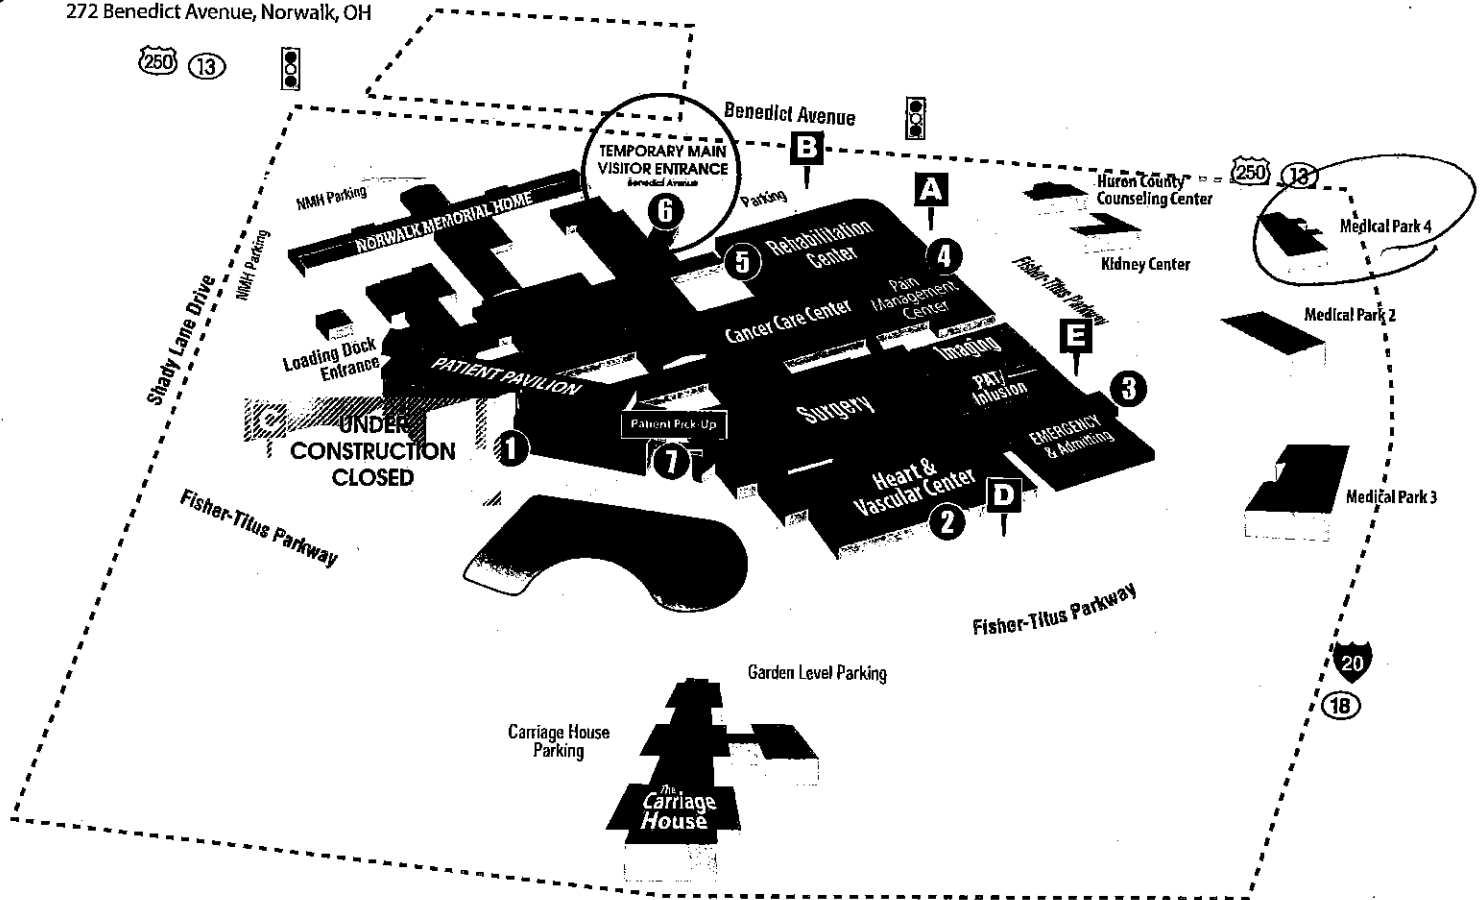 272 Benedict Avenue, Norwalk, OH
250 13
Benedict Avenue
TEMPORARY MAIN
VISITOR ENTRANCE
Benedict Avenue
6
B
Parking
A
250 13
Huron County
Counseling Center
Medical Park 4
Kidney Center
NMH Parking
NORWALK MEMORIAL HOME
NMH Parking
Shady Lane Drive
5
Rehabilitation
Center
4
Pain
Management
Center
Fisher-Titus Parkway
Medical Park 2
Cancer Care Center
E
Loading Dock
Entrance
PATIENT PAVILION
Imaging
PAT/
Infusion
3
Surgery
EMERGENCY
& Admitting
C
UNDER
CONSTRUCTION
CLOSED
Patient Pick-Up
1
7
Heart &
Vascular Center
D
2
Medical Park 3
Fisher-Titus Parkway
Fisher-Titus Parkway
20
18
Garden Level Parking
Carriage House
Parking
The
Carriage
House